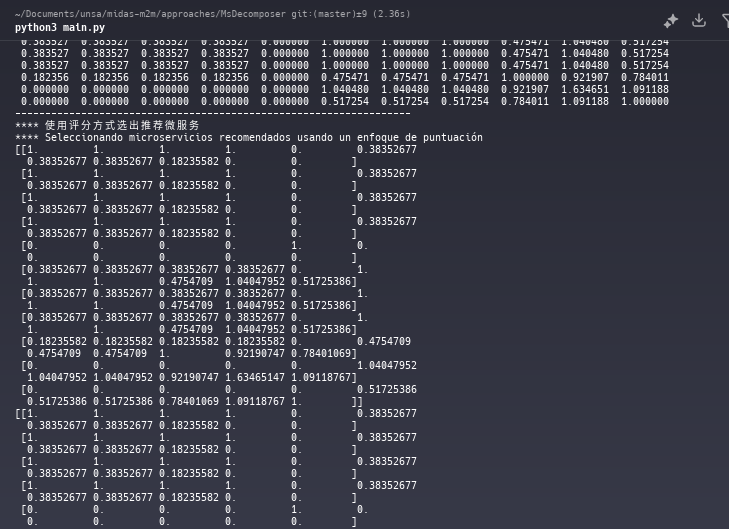 ~/Documents/unsa/midas-m2m/approaches/MsDecomposer git:(master)±9 (2.36s)
python3 main.py
0.383527 0.383527 0.383527 0.383527 0.000000 1.000000 1.000000 1.000000 0.475471 1.040480 0.517254
0.383527 0.383527 0.383527 0.383527 0.000000 1.000000 1.000000 1.000000 0.475471 1.040480 0.517254
0.383527 0.383527 0.383527 0.383527 0.000000 1.000000 1.000000 1.000000 0.475471 1.040480 0.517254
0.182356 0.182356 0.182356 0.182356 0.000000 0.475471 0.475471 0.475471 1.000000 0.921907 0.784011
0.000000 0.000000 0.000000 0.000000 0.000000 1.040480 1.040480 1.040480 0.921907 1.634651 1.091188
0.000000 0.000000 0.000000 0.000000 0.000000 0.517254 0.517254 0.517254 0.784011 1.091188 1.000000
------------------------------------------------------------------
**** 使用评分方式选出推荐微服务
**** Seleccionando microservicios recomendados usando un enfoque de puntuación
[[1. 1. 1. 1. 0. 0.38352677
0.38352677 0.38352677 0.18235582 0. 0. ]
[1. 1. 1. 1. 0. 0.38352677
0.38352677 0.38352677 0.18235582 0. 0. ]
[1. 1. 1. 1. 0. 0.38352677
0.38352677 0.38352677 0.18235582 0. 0. ]
[1. 1. 1. 1. 0. 0.38352677
0.38352677 0.38352677 0.18235582 0. 0. ]
[0. 0. 0. 0. 1. 0.
0. 0. 0. 0. 0. ]
[0.38352677 0.38352677 0.38352677 0.38352677 0. 1.
1. 1. 0.4754709 1.04047952 0.51725386]
[0.38352677 0.38352677 0.38352677 0.38352677 0. 1.
1. 1. 0.4754709 1.04047952 0.51725386]
[0.38352677 0.38352677 0.38352677 0.38352677 0. 1.
1. 1. 0.4754709 1.04047952 0.51725386]
[0.18235582 0.18235582 0.18235582 0.18235582 0. 0.4754709
0.4754709 0.4754709 1. 0.92190747 0.78401069]
[0. 0. 0. 0. 0. 1.04047952
1.04047952 1.04047952 0.92190747 1.63465147 1.09118767]
[0. 0. 0. 0. 0. 0.51725386
0.51725386 0.51725386 0.78401069 1.09118767 1. ]]
[[1. 1. 1. 1. 0. 0.38352677
0.38352677 0.38352677 0.18235582 0. 0. ]
[1. 1. 1. 1. 0. 0.38352677
0.38352677 0.38352677 0.18235582 0. 0. ]
[1. 1. 1. 1. 0. 0.38352677
0.38352677 0.38352677 0.18235582 0. 0. ]
[1. 1. 1. 1. 0. 0.38352677
0.38352677 0.38352677 0.18235582 0. 0. ]
[0. 0. 0. 0. 1. 0.
0. 0. 0. 0. 0. ]